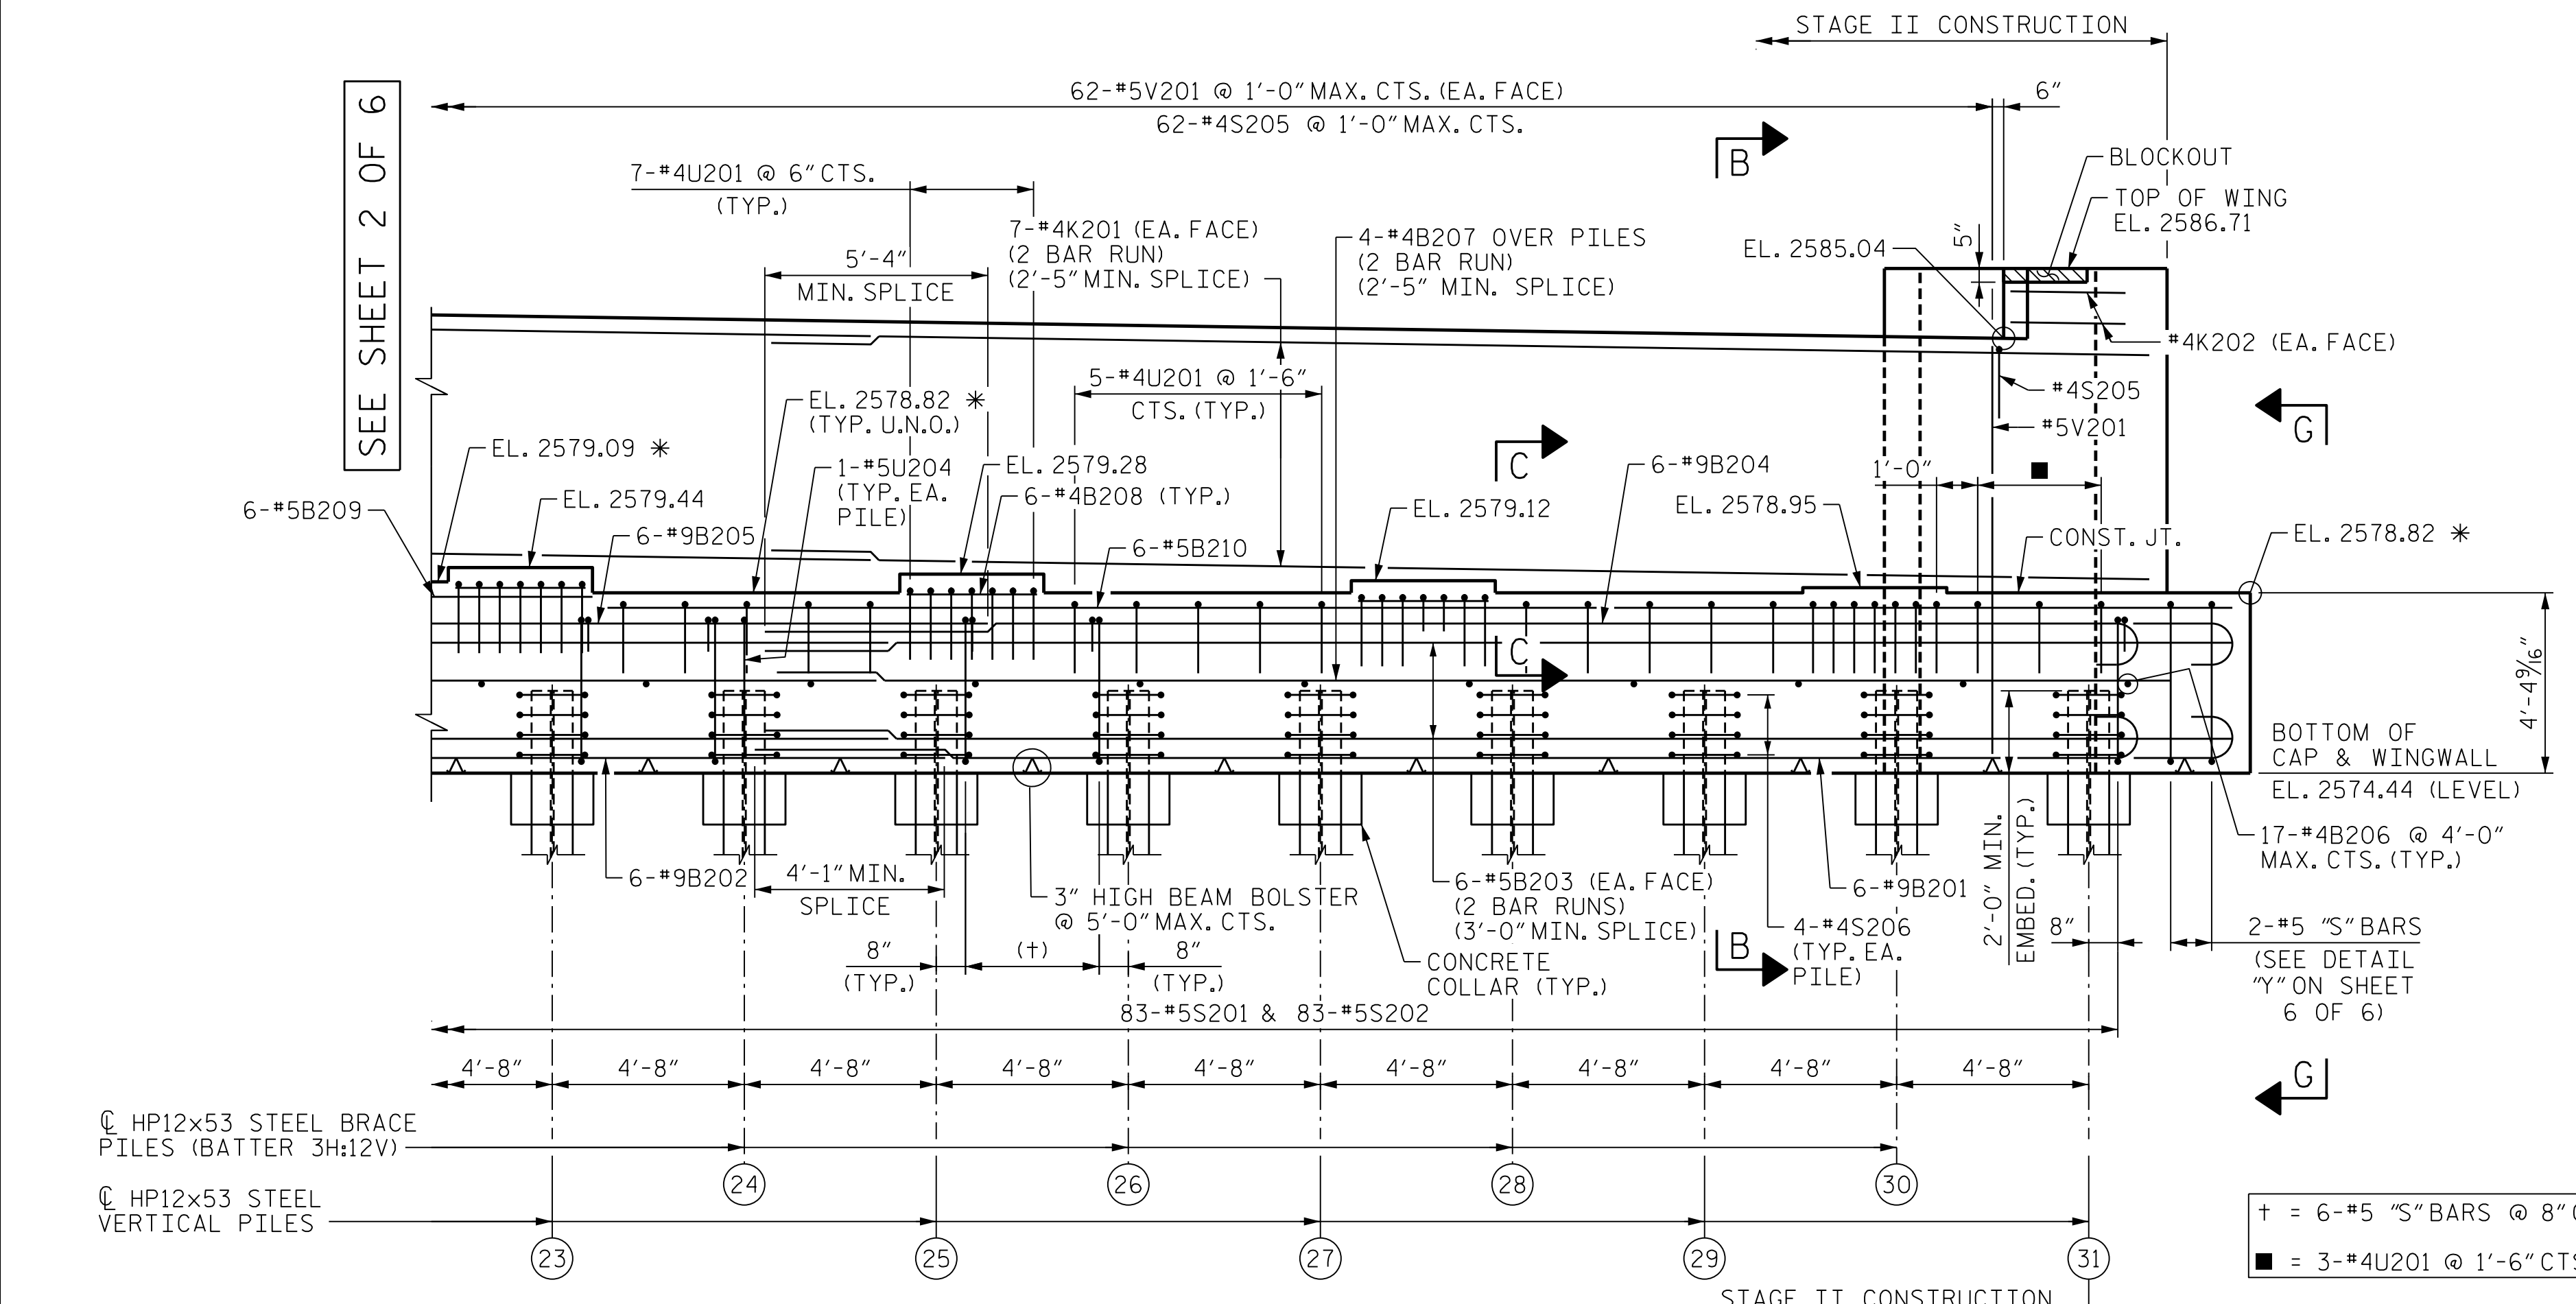 STAGE II CONSTRUCTION
SEE SHEET 2 OF 6
62-#5V201 @ 1'-0" MAX. CTS. (EA. FACE)
62-#4S205 @ 1'-0" MAX. CTS.
6"
B
BLOCKOUT
TOP OF WING
EL. 2586.71
7-#4U201 @ 6" CTS.
(TYP.)
5'-4"
MIN. SPLICE
7-#4K201 (EA. FACE)
(2 BAR RUN)
(2'-5" MIN. SPLICE)
4-#4B207 OVER PILES
(2 BAR RUN)
(2'-5" MIN. SPLICE)
EL. 2585.04
5"
#4K202 (EA. FACE)
#4S205
#5V201
G
5-#4U201 @ 1'-6"
CTS. (TYP.)
EL. 2578.82 *
(TYP. U.N.O.)
EL. 2579.09 *
EL. 2579.44
6-#5B209
6-#9B205
1-#5U204
(TYP. EA.
PILE)
EL. 2579.28
6-#4B208 (TYP.)
6-#5B210
C
EL. 2579.12
6-#9B204
EL. 2578.95
1'-0"
■
CONST. JT.
EL. 2578.82 *
C
4'-4 9/16"
BOTTOM OF
CAP & WINGWALL
EL. 2574.44 (LEVEL)
17-#4B206 @ 4'-0"
MAX. CTS. (TYP.)
6-#9B202
4'-1" MIN.
SPLICE
3" HIGH BEAM BOLSTER
@ 5'-0" MAX. CTS.
6-#5B203 (EA. FACE)
(2 BAR RUNS)
(3'-0" MIN. SPLICE)
6-#9B201
4-#4S206
(TYP. EA.
PILE)
B
2'-0" MIN.
EMBED. (TYP.)
8"
2-#5 "S" BARS
(SEE DETAIL
"Y" ON SHEET
6 OF 6)
8"
(TYP.)
(†)
8"
(TYP.)
CONCRETE
COLLAR (TYP.)
83-#5S201 & 83-#5S202
4'-8" 4'-8" 4'-8" 4'-8" 4'-8" 4'-8" 4'-8" 4'-8" 4'-8"
G
℄ HP12x53 STEEL BRACE
PILES (BATTER 3H:12V)
24 26 28 30
℄ HP12x53 STEEL
VERTICAL PILES
23 25 27 29 31
† = 6-#5 "S" BARS @ 8"
■ = 3-#4U201 @ 1'-6" CTS
STAGE II CONSTRUCTION